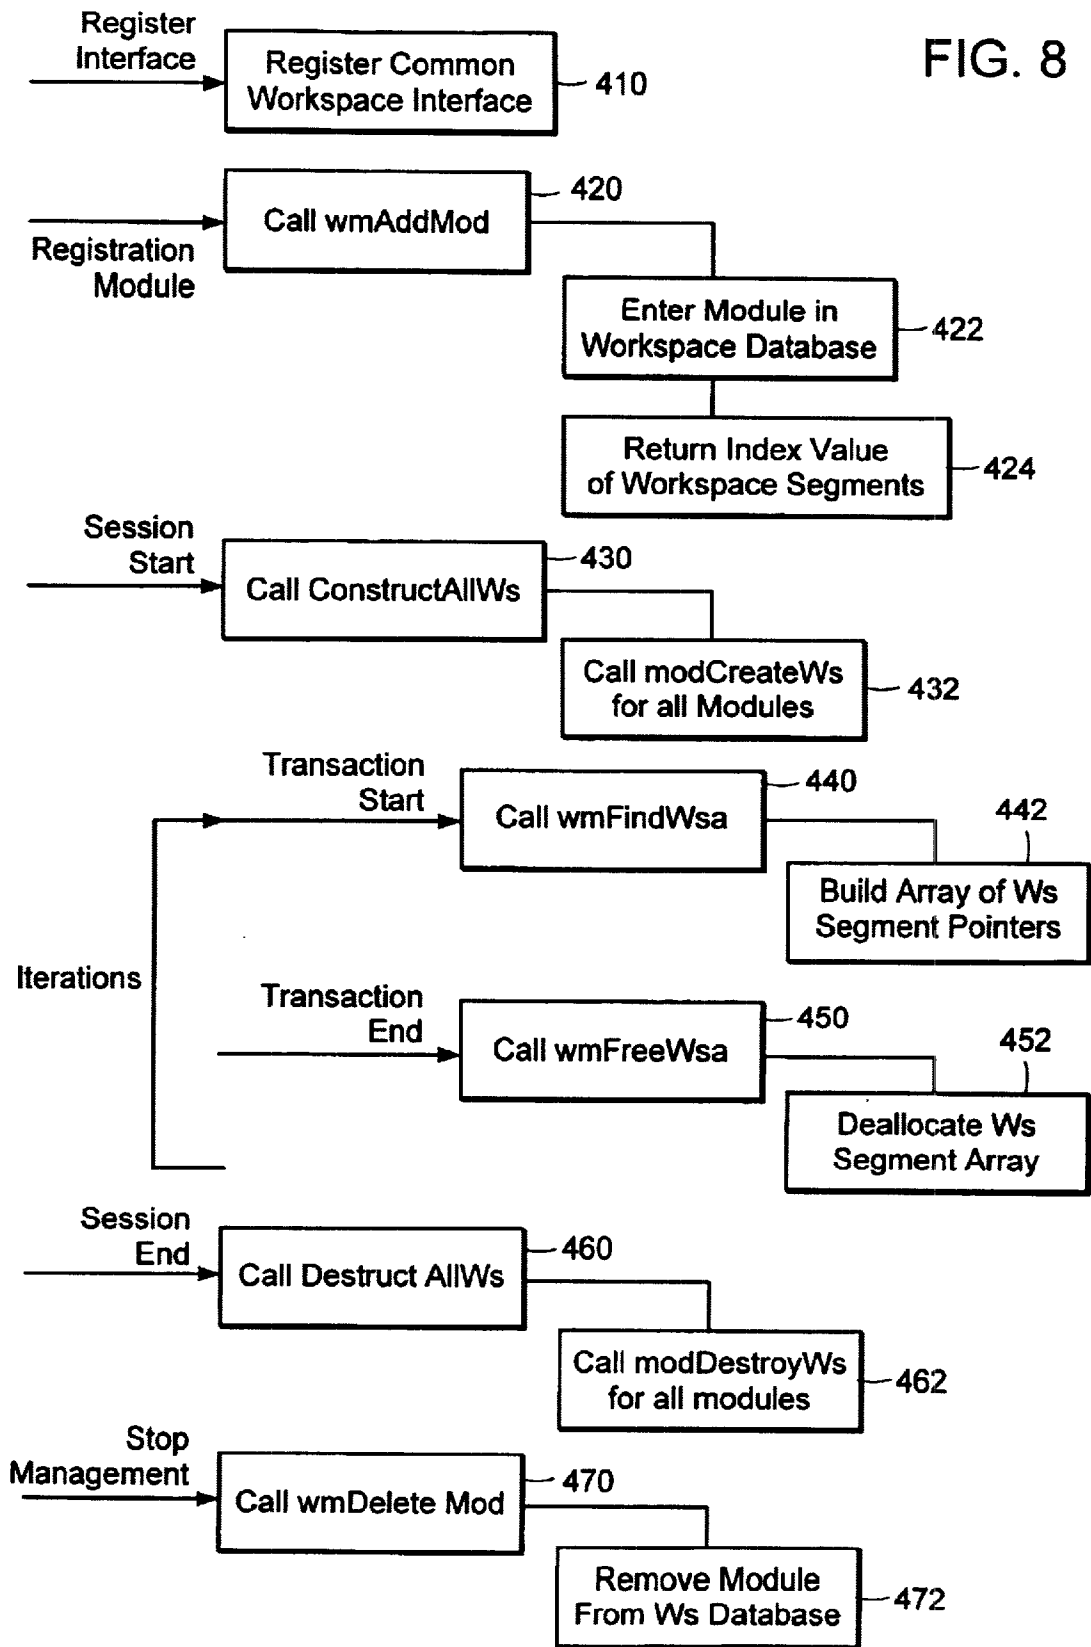 Register
Interface
Register Common
Workspace Interface
410
FIG. 8
Registration
Module
Call wmAddMod
420
Enter Module in
Workspace Database
422
Return Index Value
of Workspace Segments
424
Session
Start
Call ConstructAllWs
430
Call modCreateWs
for all Modules
432
Transaction
Start
Call wmFindWsa
440
442
Build Array of Ws
Segment Pointers
Iterations
Transaction
End
Call wmFreeWsa
450
452
Deallocate Ws
Segment Array
Session
End
Call Destruct AllWs
460
Call modDestroyWs
for all modules
462
Stop
Management
Call wmDelete Mod
470
Remove Module
From Ws Database
472